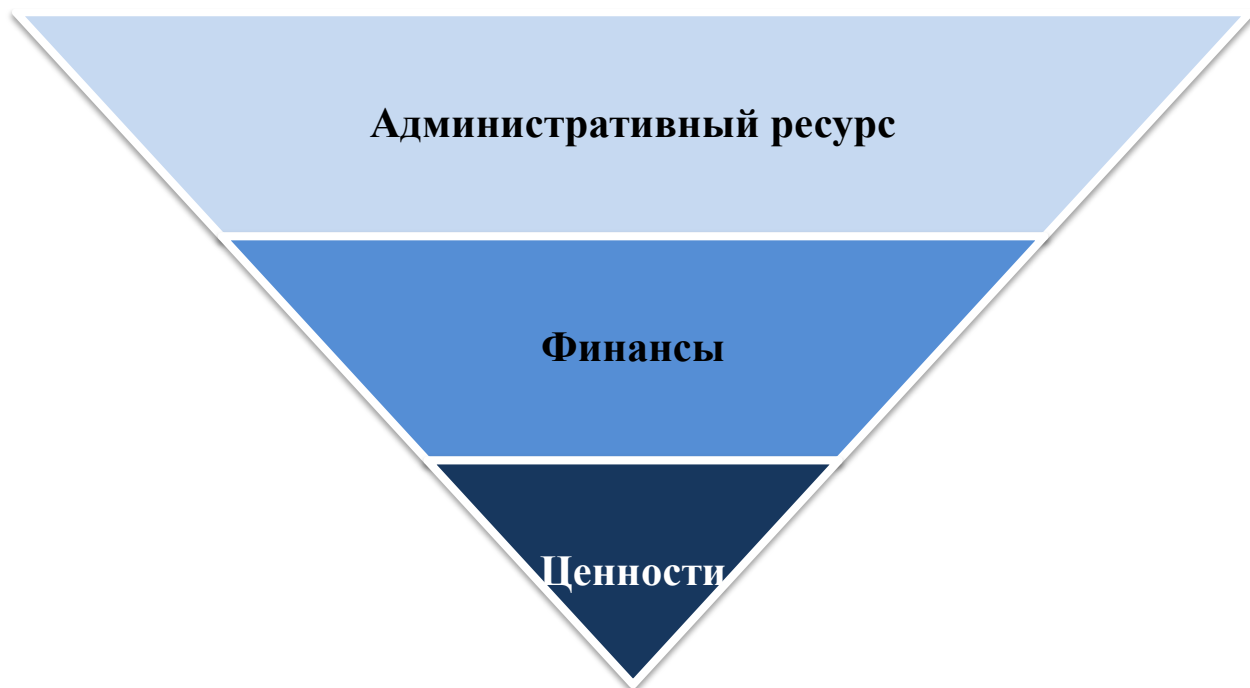 Административный ресурс
Финансы
Ценности